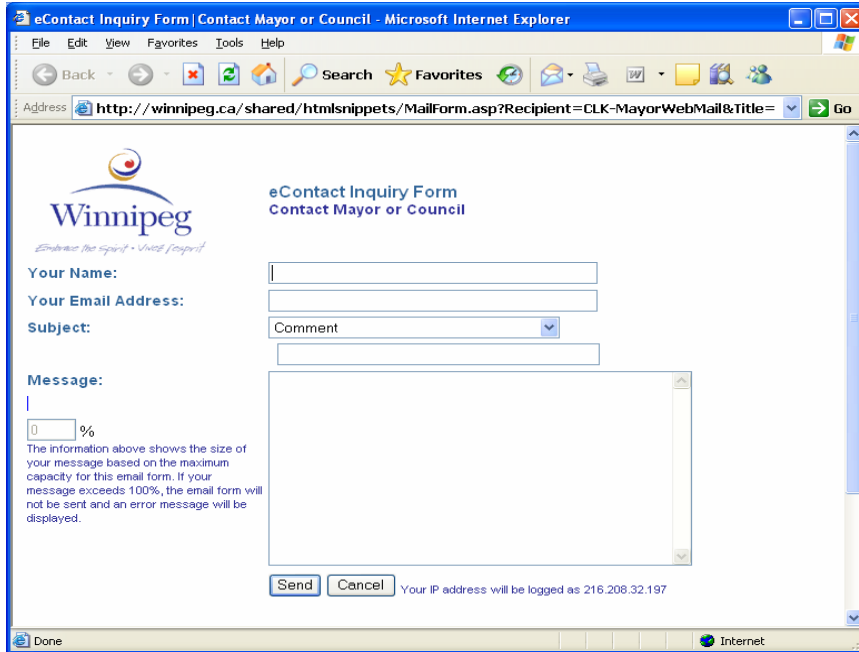 eContact Inquiry Form | Contact Mayor or Council - Microsoft Internet Explorer
File Edit View Favorites Tools Help
Back Search Favorites
Address http://winnipeg.ca/shared/htmlsnippets/MailForm.asp?Recipient=CLK-MayorWebMail&Title= Go
Winnipeg
Embrace the Spirit • Vivez l'esprit
eContact Inquiry Form
Contact Mayor or Council
Your Name:
Your Email Address:
Subject: Comment
Message:
0 %
The information above shows the size of
your message based on the maximum
capacity for this email form. If your
message exceeds 100%, the email form will
not be sent and an error message will be
displayed.
Send Cancel Your IP address will be logged as 216.208.32.197
Done Internet